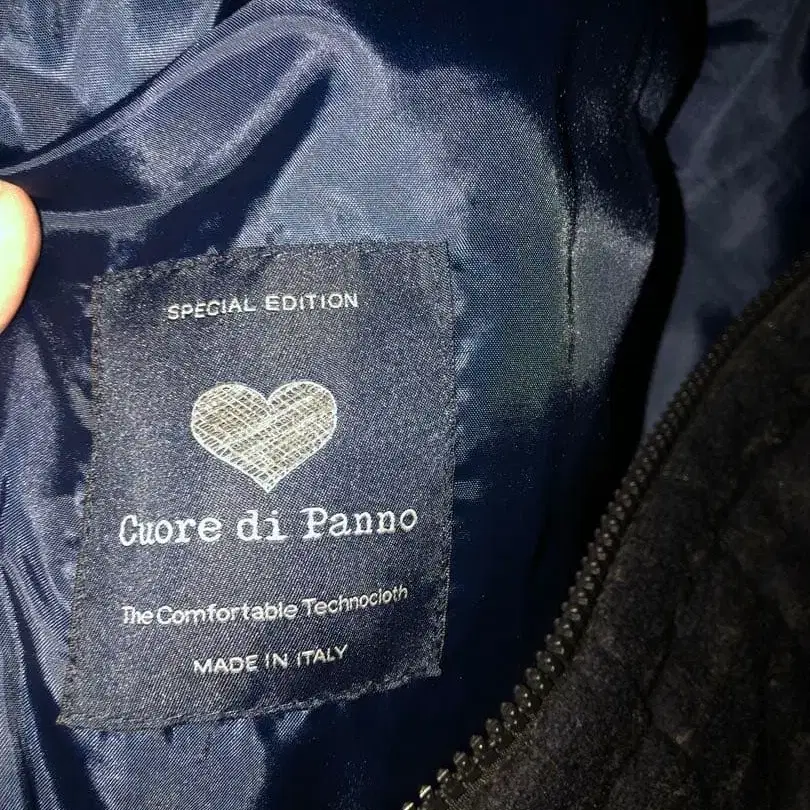 SPECIAL EDITION
Cuore di Panno
The Comfortable Technocloth
MADE IN ITALY